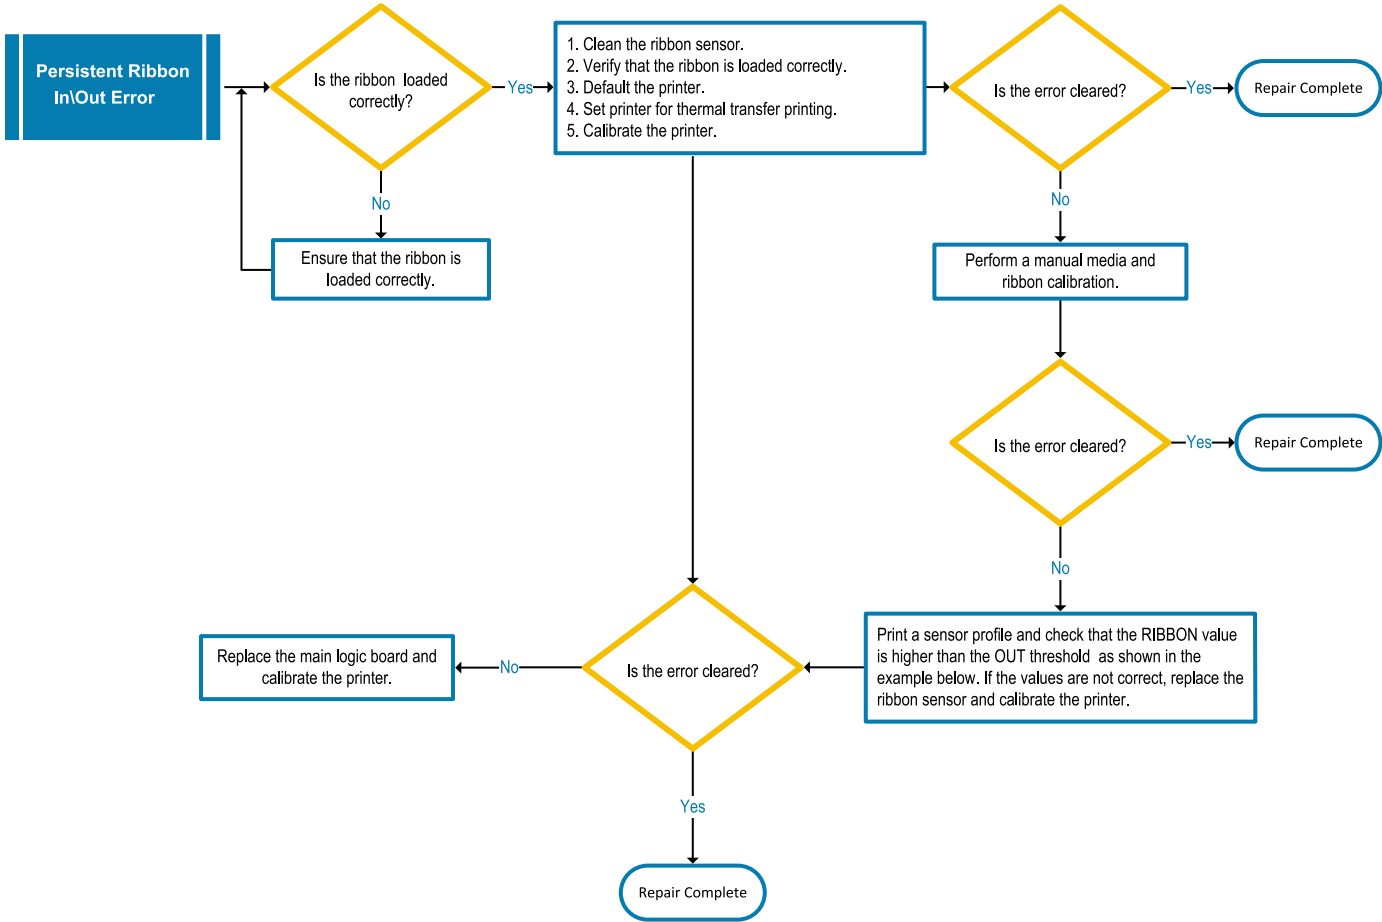 Persistent Ribbon
In\Out Error
Is the ribbon loaded
correctly?
Yes
No
Ensure that the ribbon is
loaded correctly.
1. Clean the ribbon sensor.
2. Verify that the ribbon is loaded correctly.
3. Default the printer.
4. Set printer for thermal transfer printing.
5. Calibrate the printer.
Is the error cleared?
Yes
Repair Complete
No
Perform a manual media and
ribbon calibration.
Is the error cleared?
Yes
Repair Complete
No
Print a sensor profile and check that the RIBBON value
is higher than the OUT threshold as shown in the
example below. If the values are not correct, replace the
ribbon sensor and calibrate the printer.
Is the error cleared?
No
Replace the main logic board and
calibrate the printer.
Yes
Repair Complete